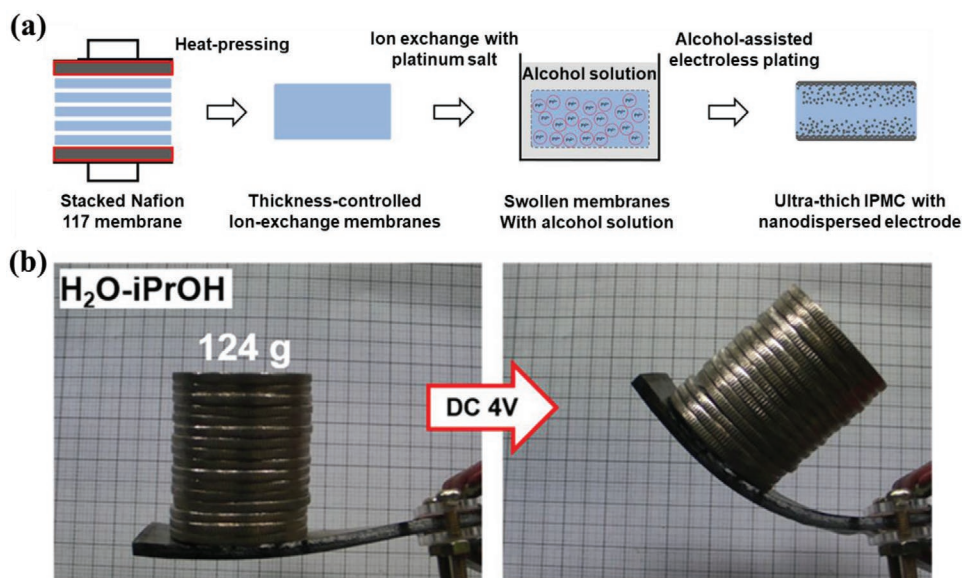 (a)
Heat-pressing
Ion exchange with
platinum salt
Alcohol-assisted
electroless plating
Alcohol solution
Stacked Nafion
117 membrane
Thickness-controlled
Ion-exchange membranes
Swollen membranes
With alcohol solution
Ultra-thich IPMC with
nanodispersed electrode
(b)
H₂O-iPrOH
124 g
DC 4V